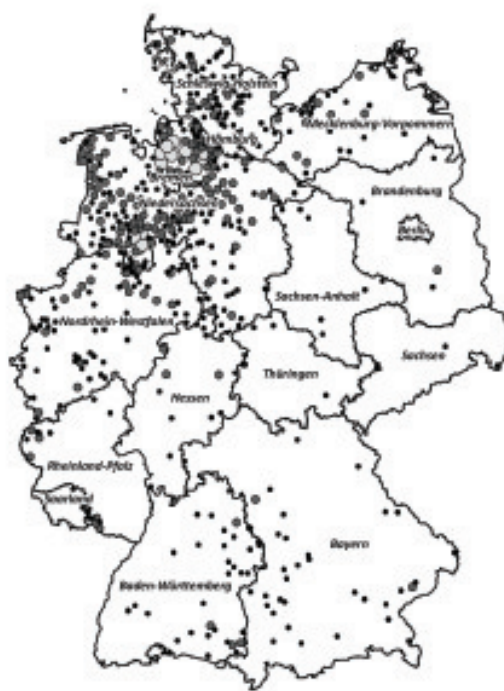 Schleswig-Holstein
Mecklenburg-Vorpommern
Hamburg
Bremen
Niedersachsen
Brandenburg
Berlin
Sachsen-Anhalt
Nordrhein-Westfalen
Sachsen
Thüringen
Hessen
Rheinland-Pfalz
Saarland
Bayern
Baden-Württemberg